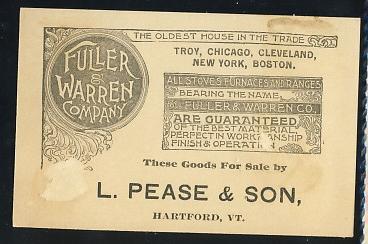 THE OLDEST HOUSE IN THE TRADE
FULLER
&
WARREN
COMPANY
TROY, CHICAGO, CLEVELAND,
NEW YORK, BOSTON.
ALL STOVES FURNACES AND RANGES
BEARING THE NAME,
FULLER & WARREN CO.
ARE GUARANTEED
OF THE BEST MATERIAL,
PERFECT IN WORKMANSHIP
FINISH & OPERATION
These Goods For Sale by
L. PEASE & SON,
HARTFORD, VT.